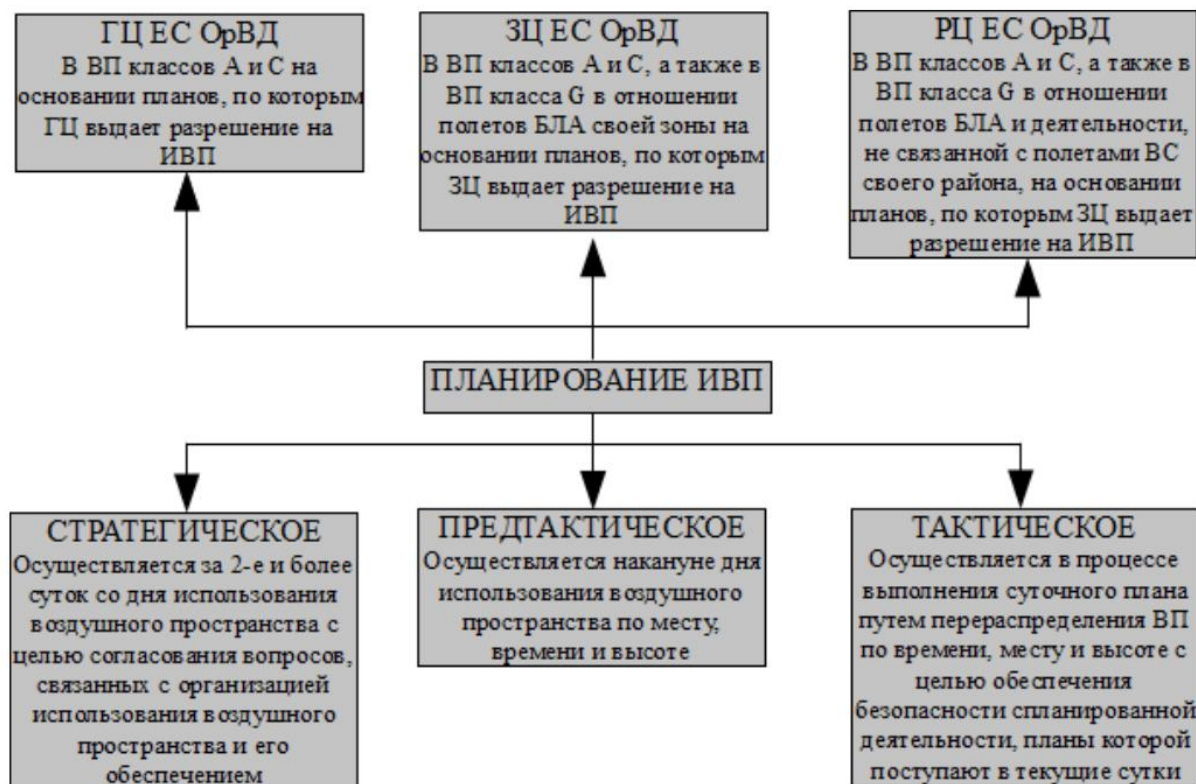 ГЦ ЕС ОрВД
В ВП классов А и С на
основании планов, по которым
ГЦ выдает разрешение на
ИВП
ЗЦ ЕС ОрВД
В ВП классов А и С, а также в
ВП класса G в отношении
полетов БЛА своей зоны на
основании планов, по которым
ЗЦ выдает разрешение на
ИВП
РЦ ЕС ОрВД
В ВП классов А и С, а также в
ВП класса G в отношении
полетов БЛА и деятельности,
не связанной с полетами ВС
своего района, на основании
планов, по которым ЗЦ выдает
разрешение на ИВП
ПЛАНИРОВАНИЕ ИВП
СТРАТЕГИЧЕСКОЕ
Осуществляется за 2-е и более
суток со дня использования
воздушного пространства с
целью согласования вопросов,
связанных с организацией
использования воздушного
пространства и его
обеспечением
ПРЕДТАКТИЧЕСКОЕ
Осуществляется накануне дня
использования воздушного
пространства по месту,
времени и высоте
ТАКТИЧЕСКОЕ
Осуществляется в процессе
выполнения суточного плана
путем перераспределения ВП
по времени, месту и высоте с
целью обеспечения
безопасности спланированной
деятельности, планы которой
поступают в текущие сутки